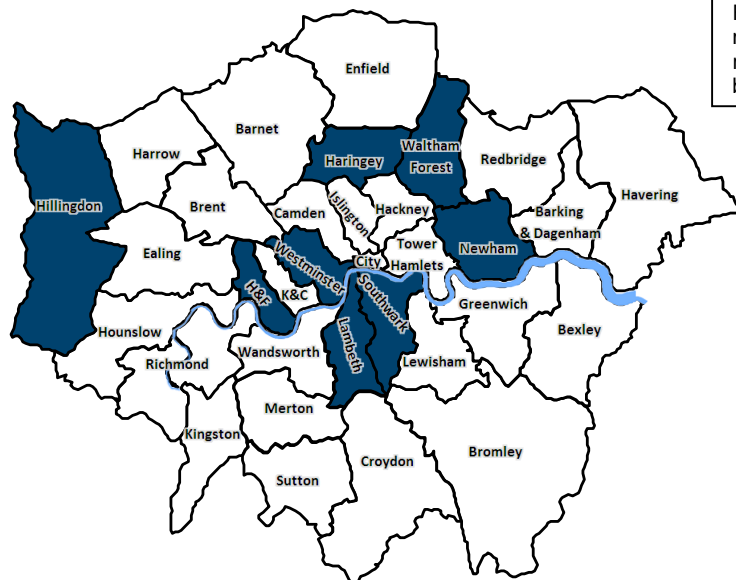 Enfield
Barnet
Harrow
Haringey
Waltham
Forest
Redbridge
Havering
Hillingdon
Brent
Camden
Islington
Hackney
Barking
& Dagenham
Ealing
Westminster
City
Tower
Hamlets
Newham
H&F
K&C
Southwark
Greenwich
Hounslow
Bexley
Richmond
Wandsworth
Lambeth
Lewisham
Merton
Kingston
Croydon
Bromley
Sutton